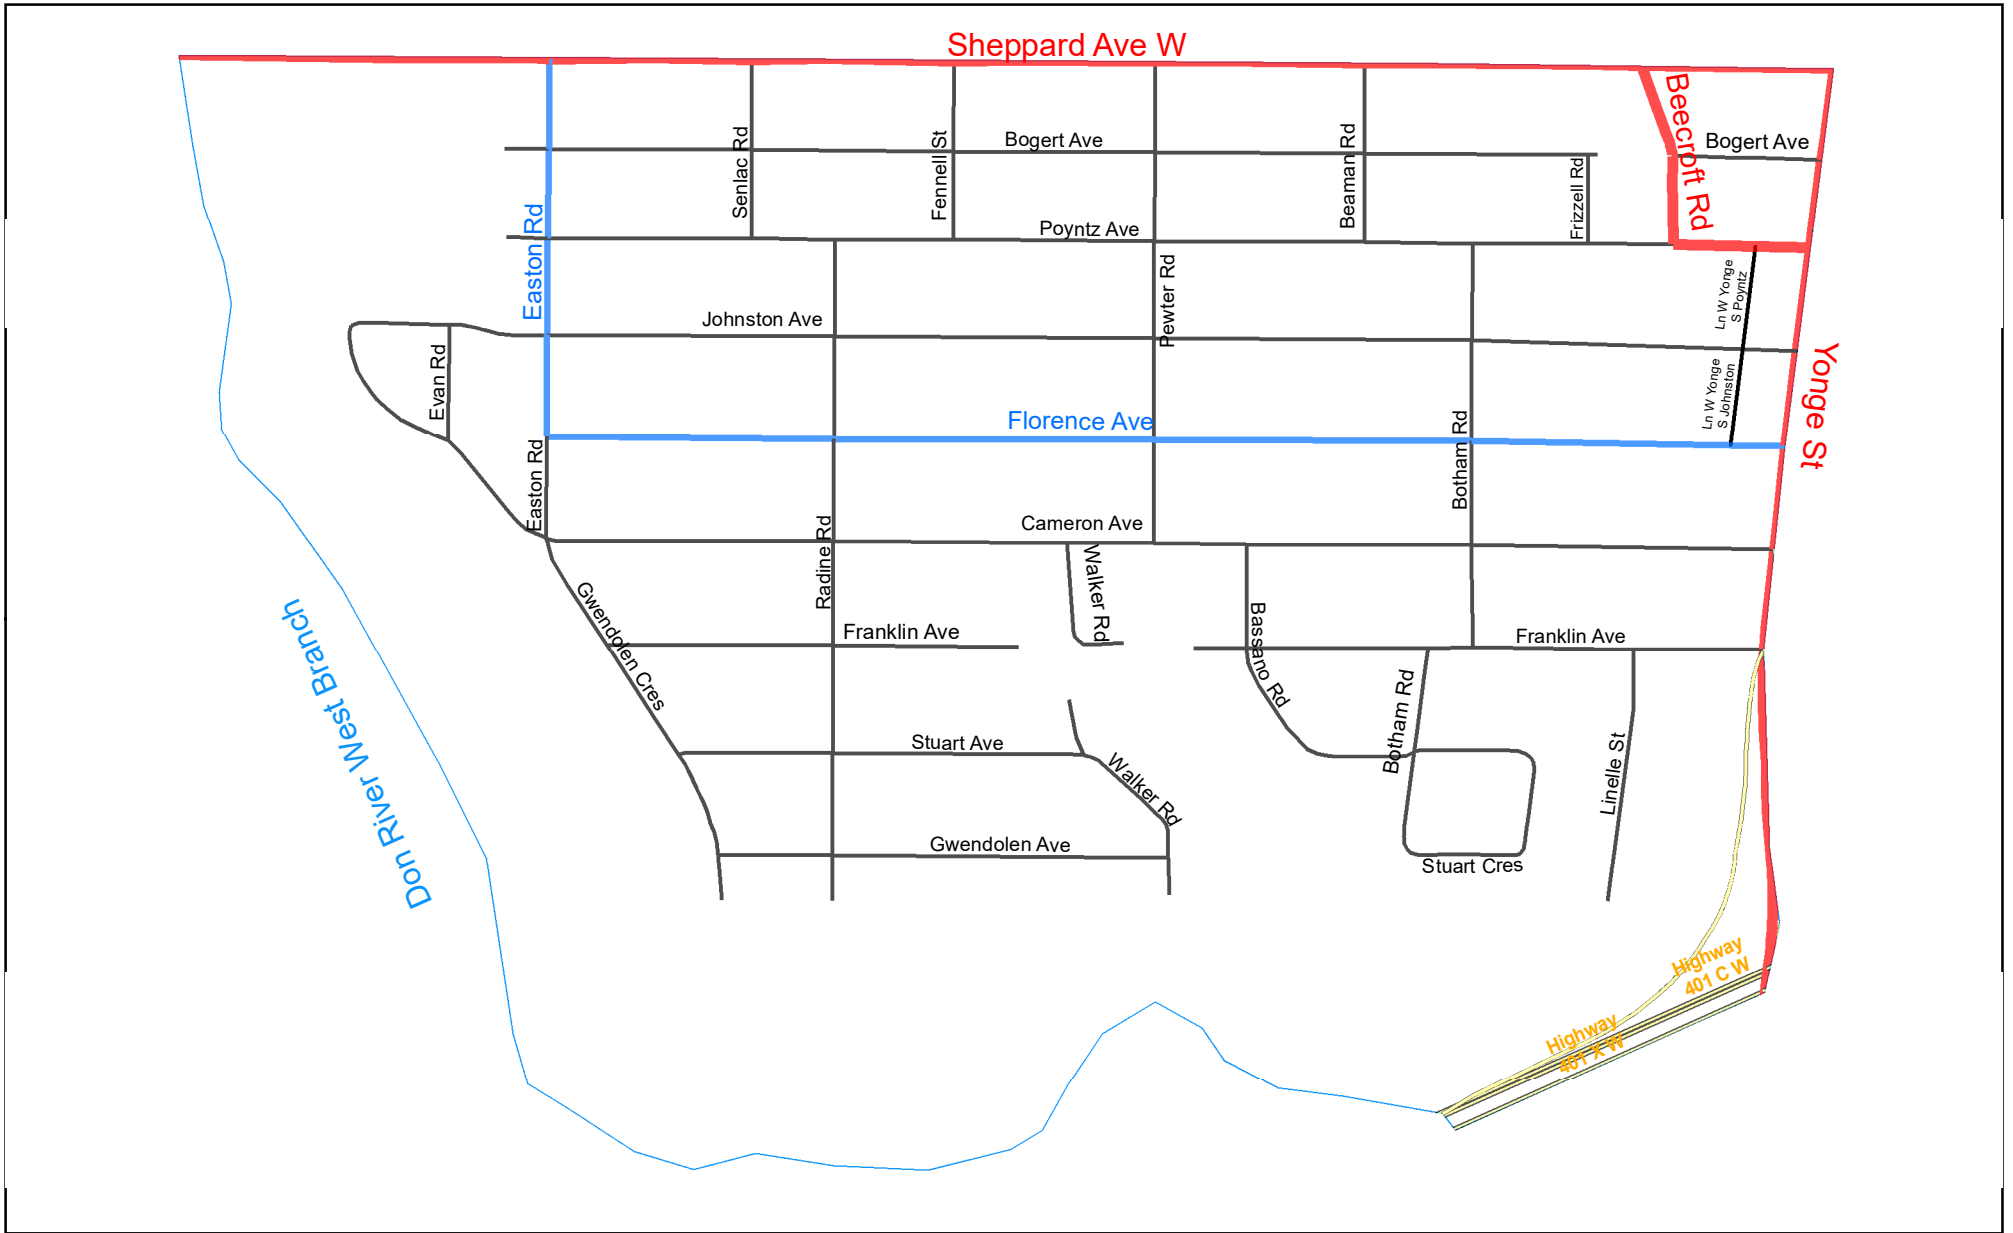 Sheppard Ave W
Beecroft Rd
Bogert Ave
Bogert Ave
Senlac Rd
Fennell St
Beaman Rd
Frizzell Rd
Easton Rd
Poyntz Ave
Pewter Rd
Ln W Yonge
S Poyntz
Johnston Ave
Evan Rd
Yonge St
Ln W Yonge
S Johnston
Florence Ave
Botham Rd
Easton Rd
Radine Rd
Cameron Ave
Walker Rd
Gwendolen Cres
Bassano Rd
Franklin Ave
Franklin Ave
Don River West Branch
Botham Rd
Linelle St
Stuart Ave
Walker Rd
Gwendolen Ave
Stuart Cres
Highway
401 C W
Highway
401 X W